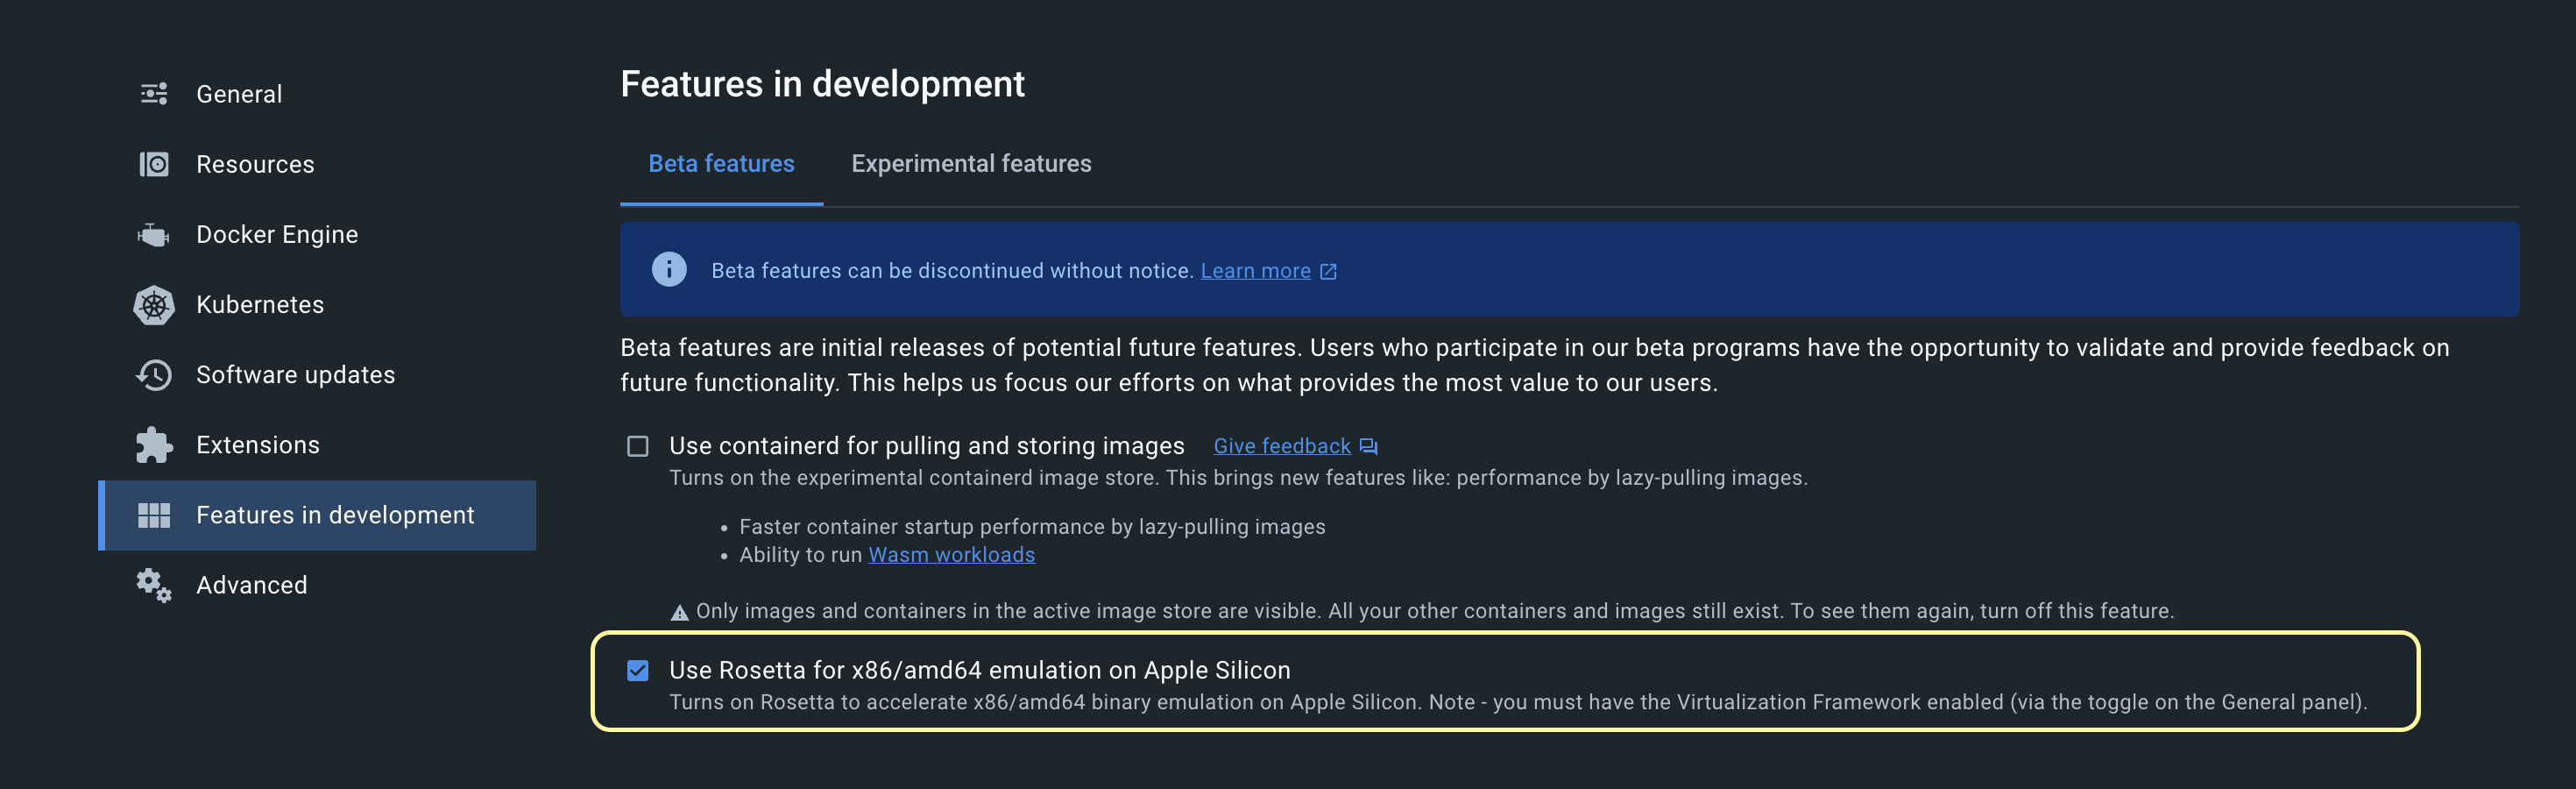 General
Resources
Docker Engine
Kubernetes
Software updates
Extensions
Features in development
Advanced
Features in development
Beta features
Experimental features
Beta features can be discontinued without notice. Learn more
Beta features are initial releases of potential future features. Users who participate in our beta programs have the opportunity to validate and provide feedback on
future functionality. This helps us focus our efforts on what provides the most value to our users.
Use containerd for pulling and storing images Give feedback
Turns on the experimental containerd image store. This brings new features like: performance by lazy-pulling images.
• Faster container startup performance by lazy-pulling images
• Ability to run Wasm workloads
Only images and containers in the active image store are visible. All your other containers and images still exist. To see them again, turn off this feature.
Use Rosetta for x86/amd64 emulation on Apple Silicon
Turns on Rosetta to accelerate x86/amd64 binary emulation on Apple Silicon. Note - you must have the Virtualization Framework enabled (via the toggle on the General panel).